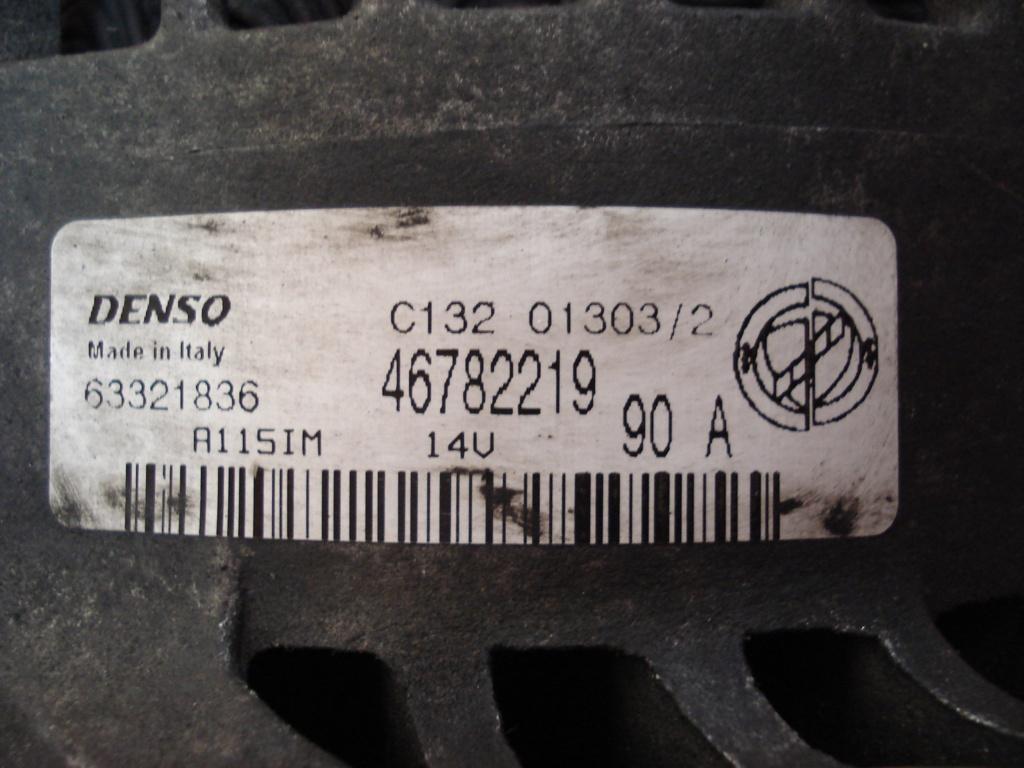 DENSO
Made in Italy
63321836
C132 01303/2
46782219
A115IM
14V
90 A